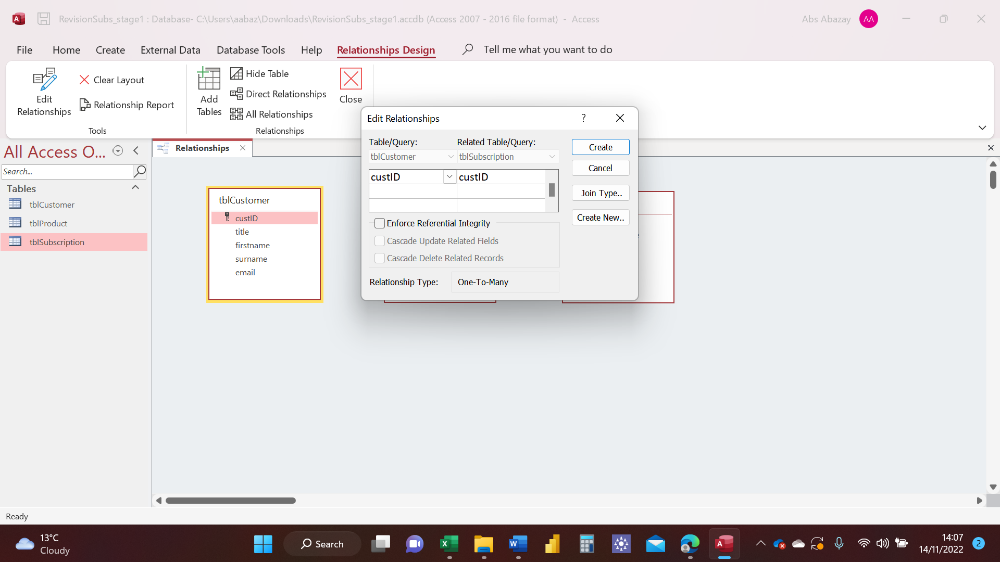 RevisionSubs_stage1 : Database- C:\Users\aabaz\Downloads\RevisionSubs_stage1.accdb (Access 2007 - 2016 file format) - Access
Abs Abazay
AA
File
Home
Create
External Data
Database Tools
Help
Relationships Design
Tell me what you want to do
Edit
Relationships
Clear Layout
Relationship Report
Tools
Add
Tables
Hide Table
Direct Relationships
All Relationships
Close
Relationships
All Access O...
Search...
Tables
tblCustomer
tblProduct
tblSubscription
Relationships
tblCustomer
custID
title
firstname
surname
email
Edit Relationships
?
Table/Query:
Related Table/Query:
tblCustomer
tblSubscription
custID
custID
Enforce Referential Integrity
Cascade Update Related Fields
Cascade Delete Related Records
Relationship Type:
One-To-Many
Create
Cancel
Join Type..
Create New..
Ready
13°C
Cloudy
Search
14:07
14/11/2022
2